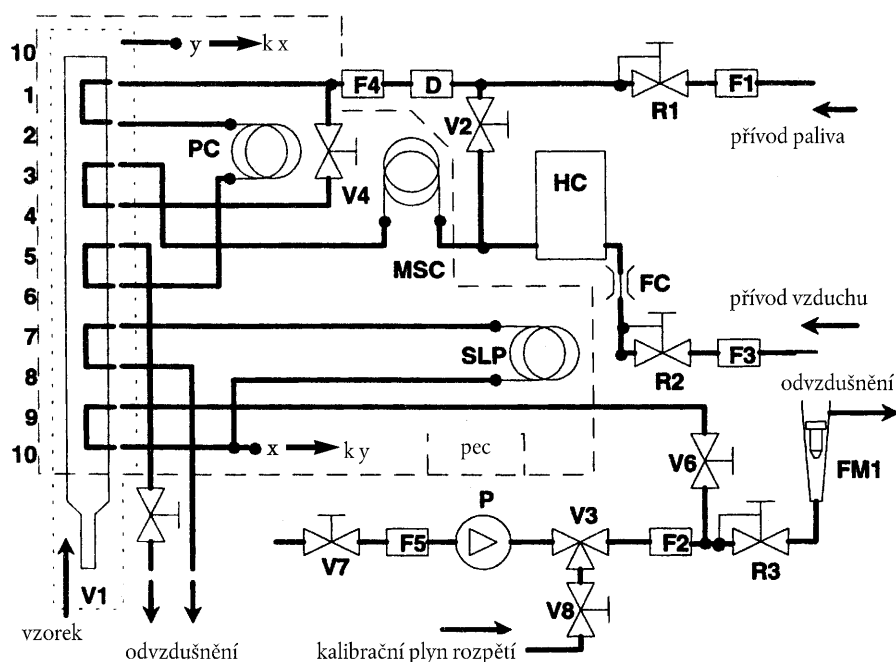 10
y
k x
1
F4
D
F1
R1
2
PC
V2
přívod paliva
3
V4
HC
4
5
MSC
FC
6
přívod vzduchu
7
SLP
F3
8
R2
odvzdušnění
9
10
x
k y
pec
V6
FM1
P
V3
F5
F2
V7
R3
V1
V8
vzorek
odvzdušnění
kalibrační plyn rozpětí